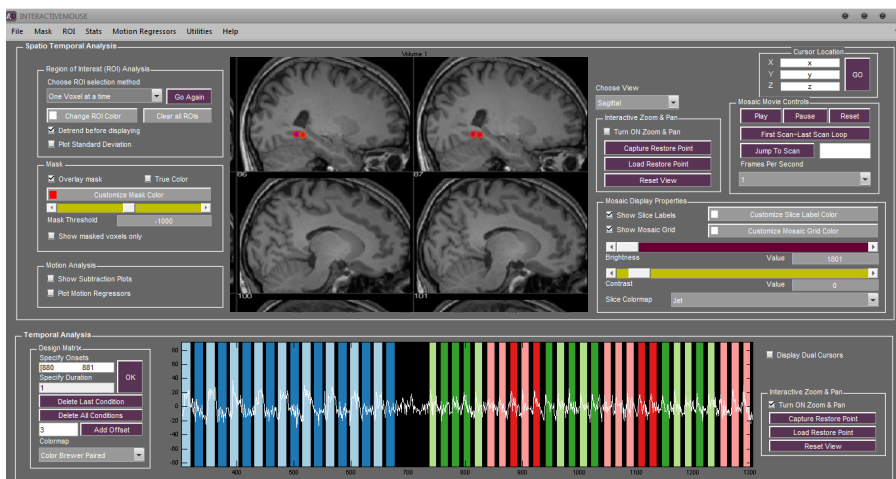 INTERACTIVEMOUSE
File Mask ROI Stats Motion Regressors Utilities Help
Spatio Temporal Analysis
Region of Interest (ROI) Analysis
Choose ROI selection method
One Voxel at a time Go Again
Change ROI Color Clear all ROIs
Detrend before displaying
Plot Standard Deviation
Mask
Overlay mask True Color
Customize Mask Color
Mask Threshold -1000
Show masked voxels only
Motion Analysis
Show Subtraction Plots
Plot Motion Regressors
Volume 1
86 87
100 101
Choose View
Sagittal
Interactive Zoom & Pan
Turn ON Zoom & Pan
Capture Restore Point
Load Restore Point
Reset View
Cursor Location
X x
Y y
Z z
GO
Mosaic Movie Controls
Play Pause Reset
First Scan-Last Scan Loop
Jump To Scan
Frames Per Second
1
Mosaic Display Properties
Show Slice Labels Customize Slice Label Color
Show Mosaic Grid Customize Mosaic Grid Color
Brightness Value 1801
Contrast Value 0
Slice Colormap Jet
Temporal Analysis
Design Matrix
Specify Onsets
[880 881
Specify Duration
1
OK
Delete Last Condition
Delete All Conditions
3 Add Offset
Colormap
Color Brewer Paired
80
60
40
20
0
-20
-40
-60
-80
400 500 600 700 800 900 1000 1100 1200 1300
Display Dual Cursors
Interactive Zoom & Pan
Turn ON Zoom & Pan
Capture Restore Point
Load Restore Point
Reset View